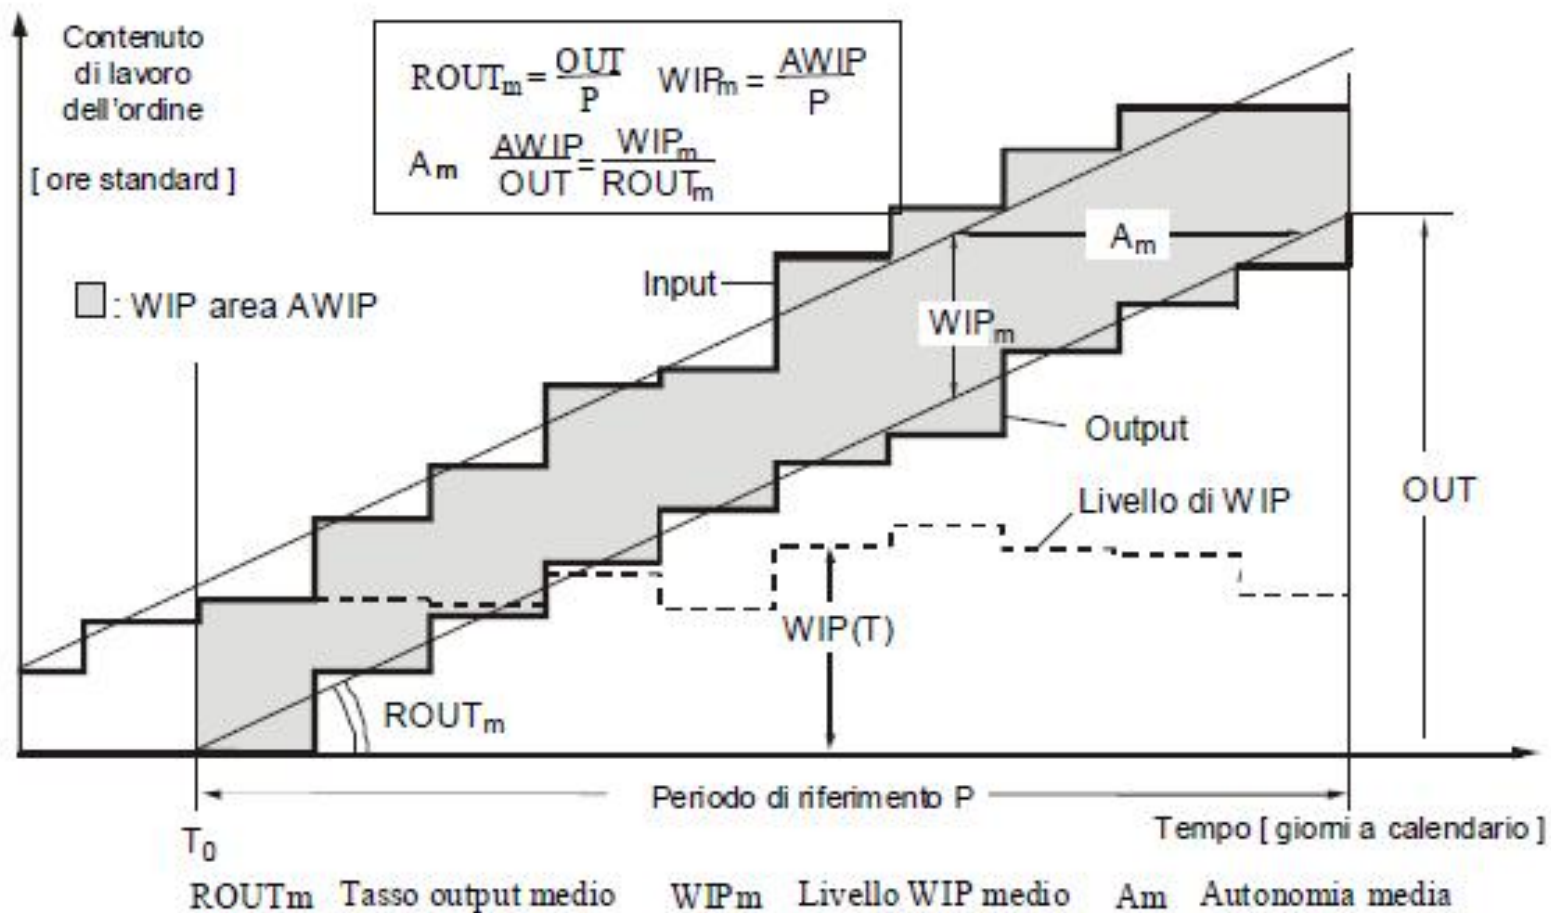 Contenuto
di lavoro
dell'ordine
[ ore standard ]
ROUTm = OUT / P WIPm = AWIP / P
Am AWIP / OUT = WIPm / ROUTm
: WIP area AWIP
Input
Am
WIPm
Output
Livello di WIP
OUT
WIP(T)
ROUTm
Periodo di riferimento P
T0
Tempo [ giorni a calendario ]
ROUTm Tasso output medio WIPm Livello WIP medio Am Autonomia media